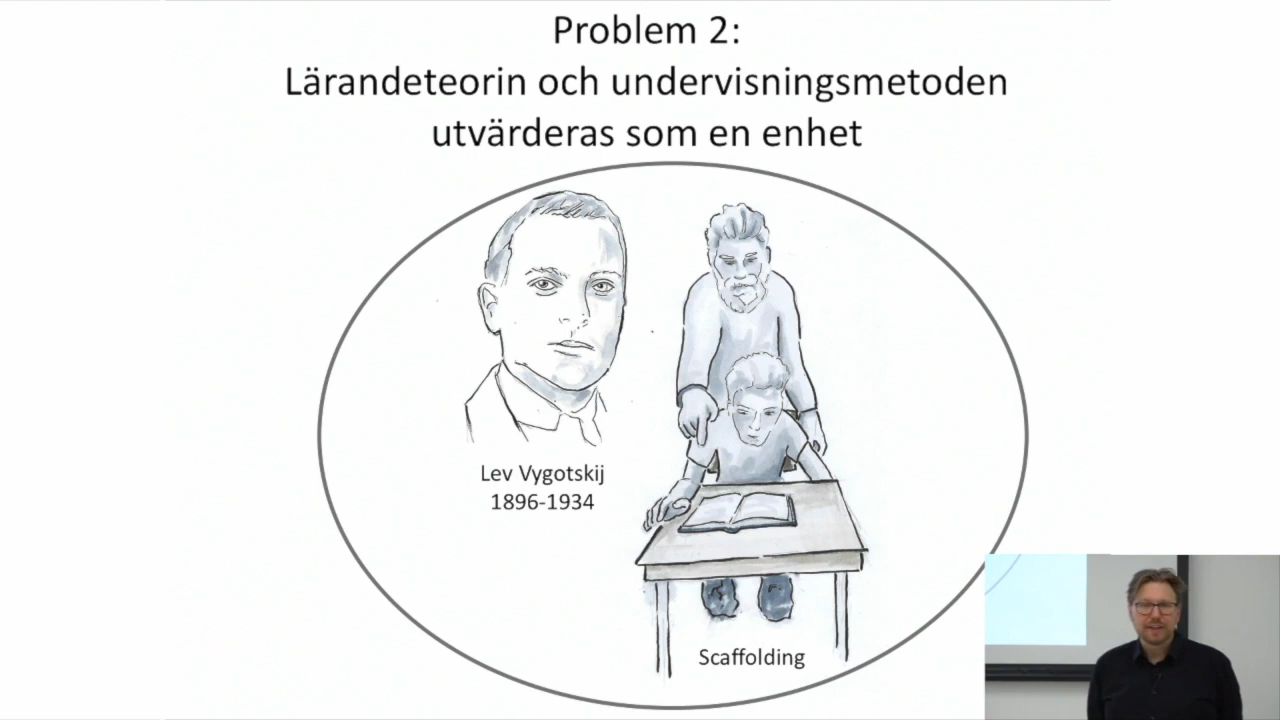 Problem 2:
Lärandeteorin och undervisningsmetoden
utvärderas som en enhet
Lev Vygotskij
1896-1934
Scaffolding